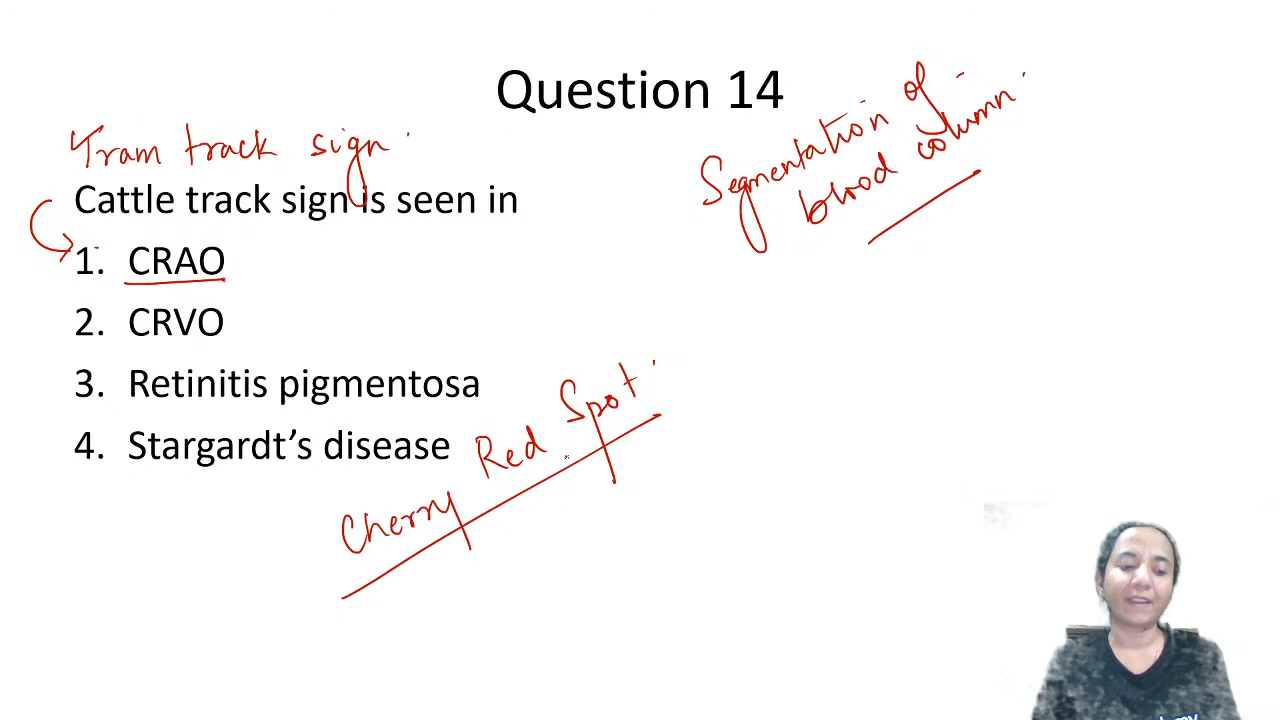 Question 14
Segmentation of
blood column
Tram track sign
Cattle track sign is seen in
1. CRAO
2. CRVO
3. Retinitis pigmentosa
4. Stargardt's disease
Cherry Red Spot